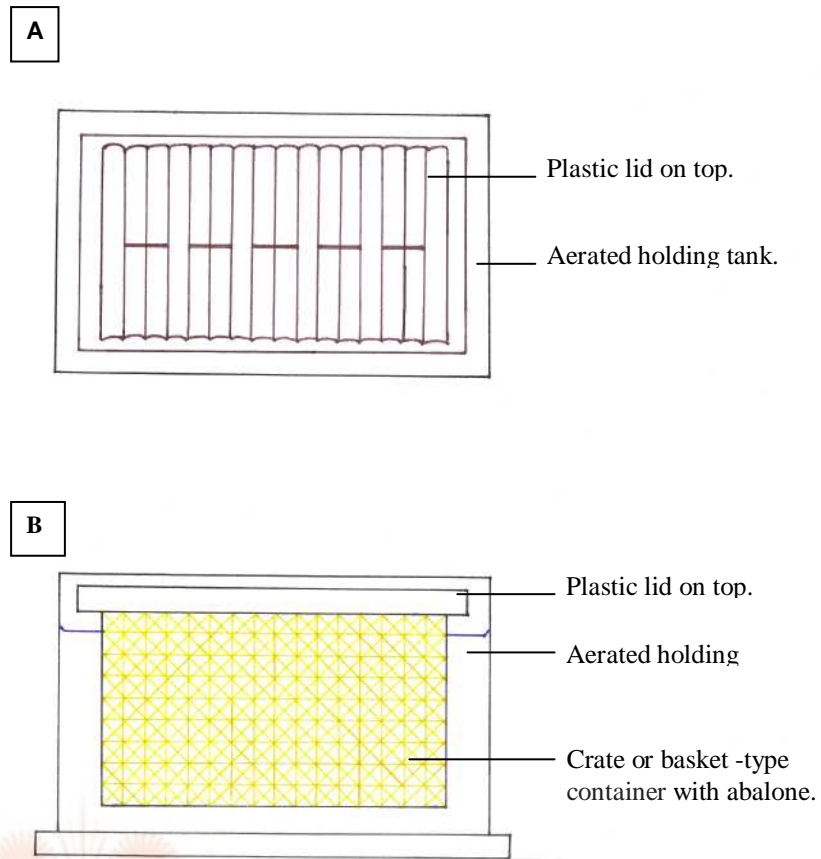 A
Plastic lid on top.
Aerated holding tank.
B
Plastic lid on top.
Aerated holding
Crate or basket -type
container with abalone.